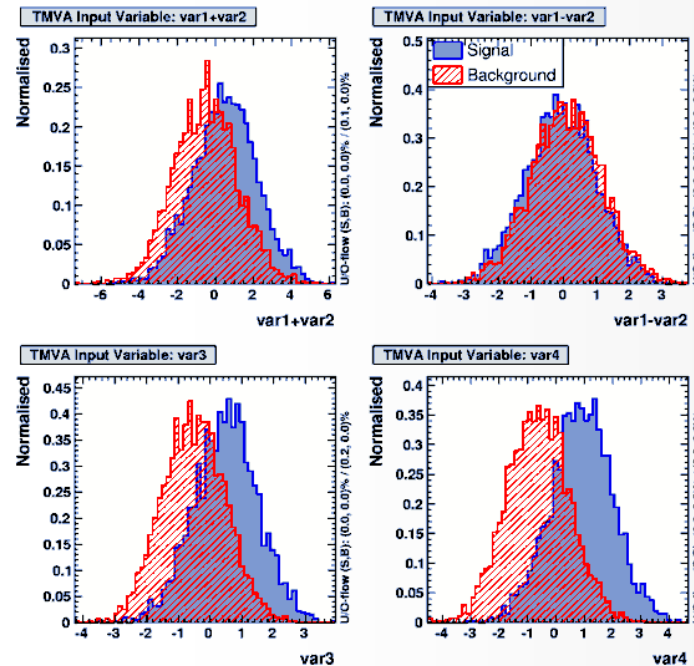 TMVA Input Variable: var1+var2
Normalised
0.3
0.25
0.2
0.15
0.1
0.05
0
-6 -4 -2 0 2 4 6
var1+var2
U/O-flow (S,B): (0.0, 0.0)% / (0.1, 0.0)%
TMVA Input Variable: var1-var2
Normalised
0.5
0.4
0.3
0.2
0.1
0
-4 -3 -2 -1 0 1 2 3
var1-var2
Signal
Background
TMVA Input Variable: var3
Normalised
0.45
0.4
0.35
0.3
0.25
0.2
0.15
0.1
0.05
0
-4 -3 -2 -1 0 1 2 3
var3
U/O-flow (S,B): (0.0, 0.0)% / (0.2, 0.0)%
TMVA Input Variable: var4
Normalised
0.4
0.35
0.3
0.25
0.2
0.15
0.1
0.05
0
-4 -3 -2 -1 0 1 2 3 4
var4